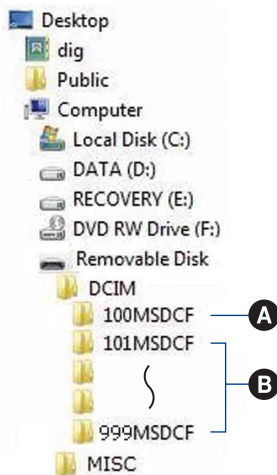 Desktop
dig
Public
Computer
Local Disk (C:)
DATA (D:)
RECOVERY (E:)
DVD RW Drive (F:)
Removable Disk
DCIM
100MSDCF
A
101MSDCF
B
999MSDCF
MISC